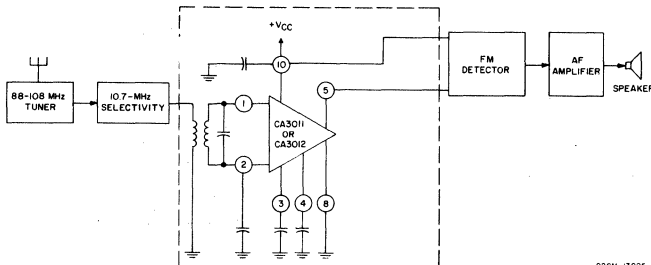 +VCC
10
FM
DETECTOR
AF
AMPLIFIER
SPEAKER
88-108 MHz
TUNER
10.7-MHz
SELECTIVITY
1
5
CA3011
OR
CA3012
2
3
4
8